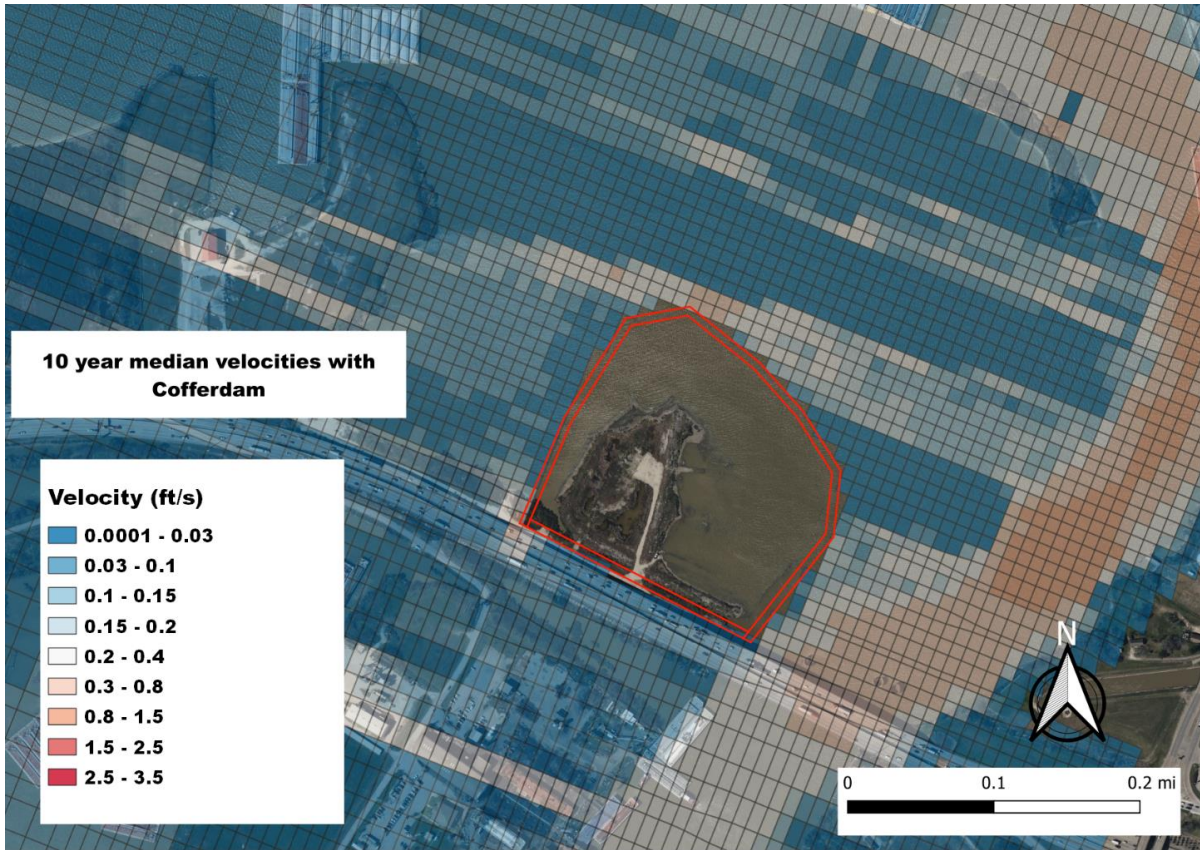 10 year median velocities with
Cofferdam
Velocity (ft/s)
0.0001 - 0.03
0.03 - 0.1
0.1 - 0.15
0.15 - 0.2
0.2 - 0.4
0.3 - 0.8
0.8 - 1.5
1.5 - 2.5
2.5 - 3.5
N
0 0.1 0.2 mi